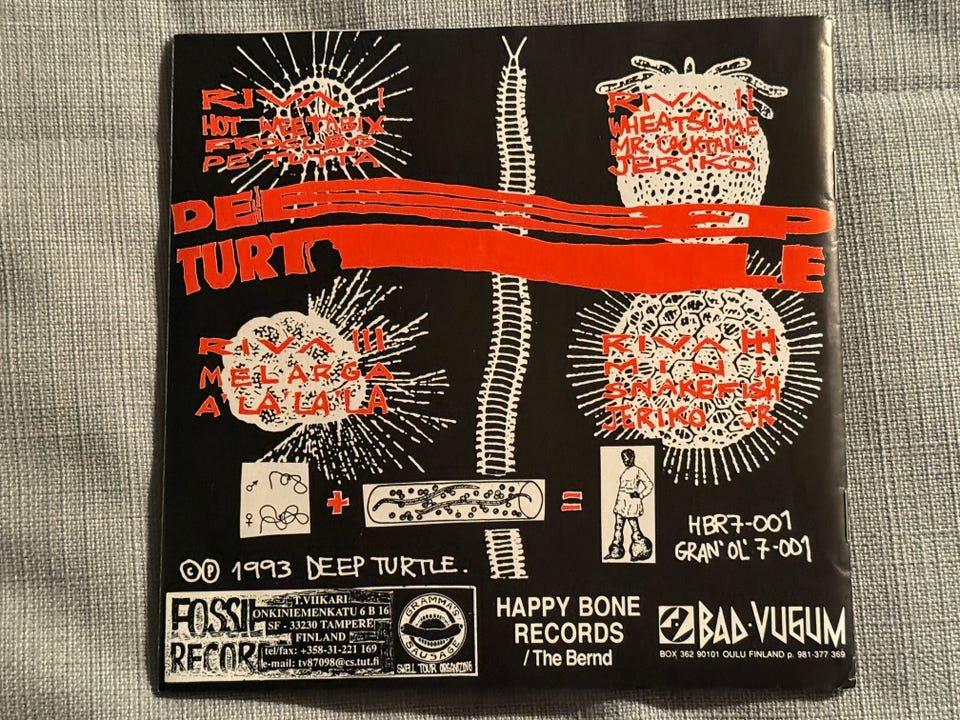 RIVA I
HOT WEETABIX
FROCLEG
PE' TUTTA
RIVA II
WHEATSUME
MR. COCKTAIL
JERIKO
DEEP
TURTLE
RIVA III
MELARGA
A'LA'LA'LA
RIVA IIII
MINI
SNAKEFISH
JERIKO JR
+ =
HBR7-001
GRAN' OL' 7-001
©℗ 1993 DEEP TURTLE.
FOSSIL
RECORDS
T.VIIKARI
ONKINIEMENKATU 6 B 16
SF - 33230 TAMPERE
FINLAND
tel/fax: +358-31-221 169
e-mail: tv87098@cs.tut.fi
GRAMMA'S
SAUSAGE
SWELL TOUR ORGANIZING
HAPPY BONE
RECORDS
/The Bernd
BAD·VUGUM
BOX 362 90101 OULU FINLAND p. 981-377 369